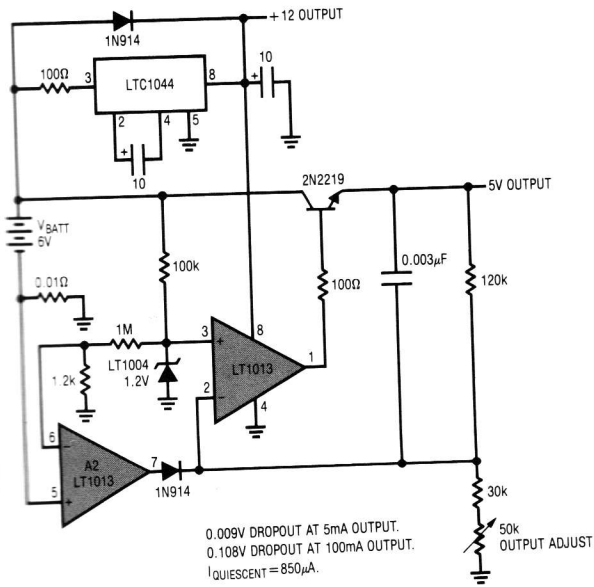 +12 OUTPUT
1N914
100Ω
3
LTC1044
8
+
10
2
4
5
+
10
2N2219
5V OUTPUT
VBATT
6V
100k
0.003µF
100Ω
120k
0.01Ω
1M
3
+
8
1
LT1004
1.2V
LT1013
1.2k
2
−
4
6
−
A2
LT1013
7
5
+
1N914
30k
50k
OUTPUT ADJUST
0.009V DROPOUT AT 5mA OUTPUT.
0.108V DROPOUT AT 100mA OUTPUT.
IQUIESCENT = 850µA.